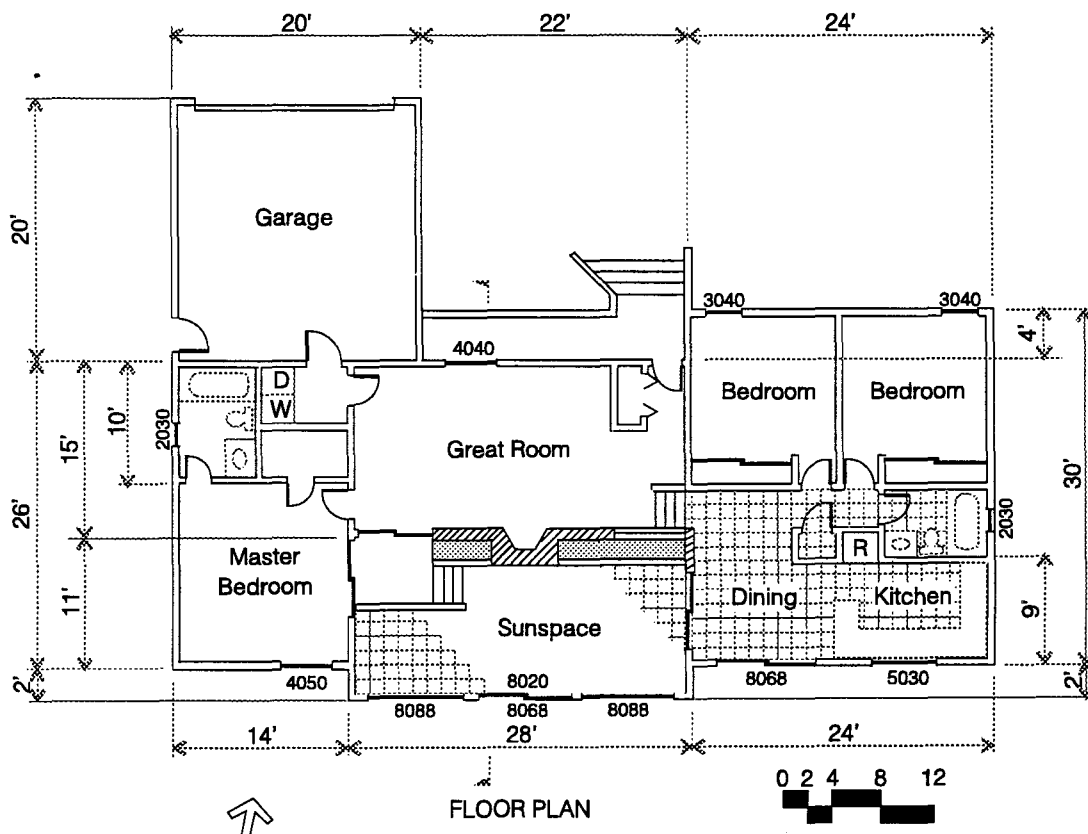 20' 22' 24'
20'
Garage
3040 3040
4'
4040
D
W
Bedroom Bedroom
2030
10'
15'
26'
Great Room
30'
2030
Master
Bedroom
R
11'
Dining Kitchen
9'
Sunspace
2'
4050
8020
8088 8068 8088
8068 5030
2'
14' 28' 24'
0 2 4 8 12
FLOOR PLAN